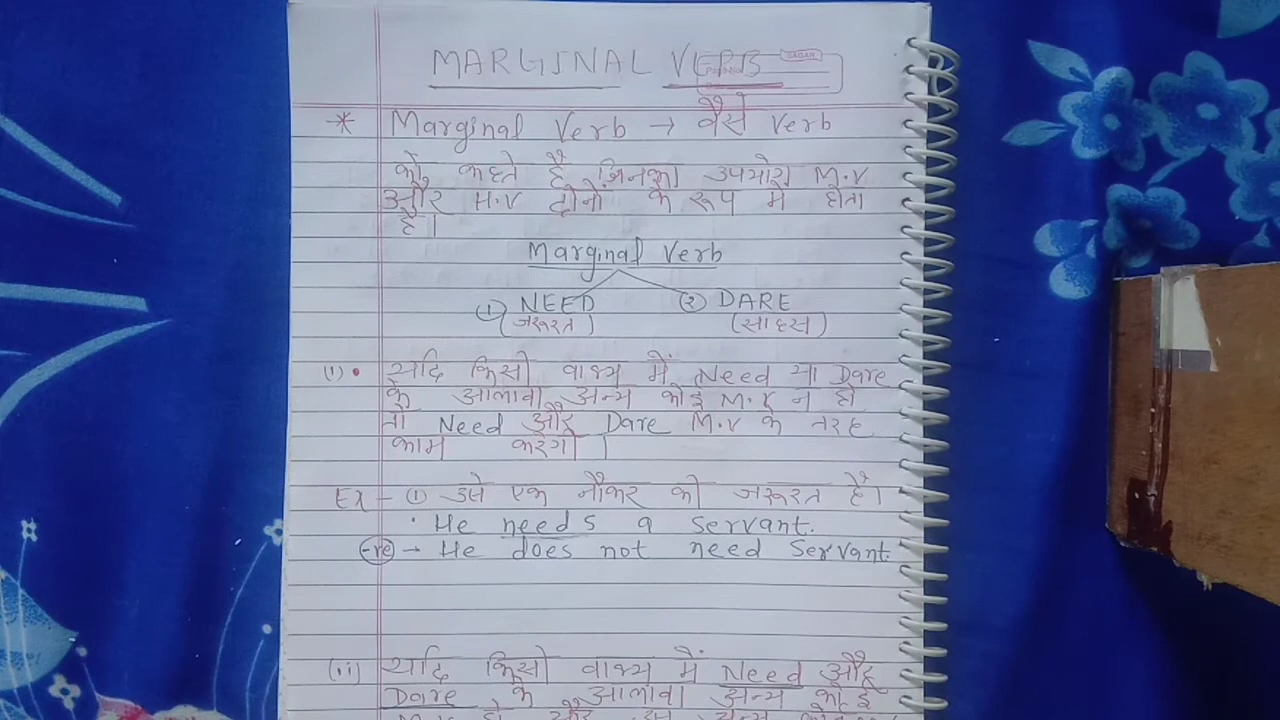 MARGINAL VERBS
* Marginal Verb → वैसे verb
को कहते है जिनका उपयोग M.V
और H.V दोनों के रूप में होता
है।
Marginal Verb
① NEED ② DARE
(जरूरत) (साहस)
(i) • यदि किसी वाक्य में Need या Dare
के आलावा अन्य कोई M.V न हो
तो Need और Dare M.V के तरह
काम करेगी।
Ex - ① उसे एक नौकर की जरूरत है।
• He needs a servant.
-ve → He does not need servant.
(ii) यदि किसी वाक्य में Need और
Dare के आलावा अन्य कोई